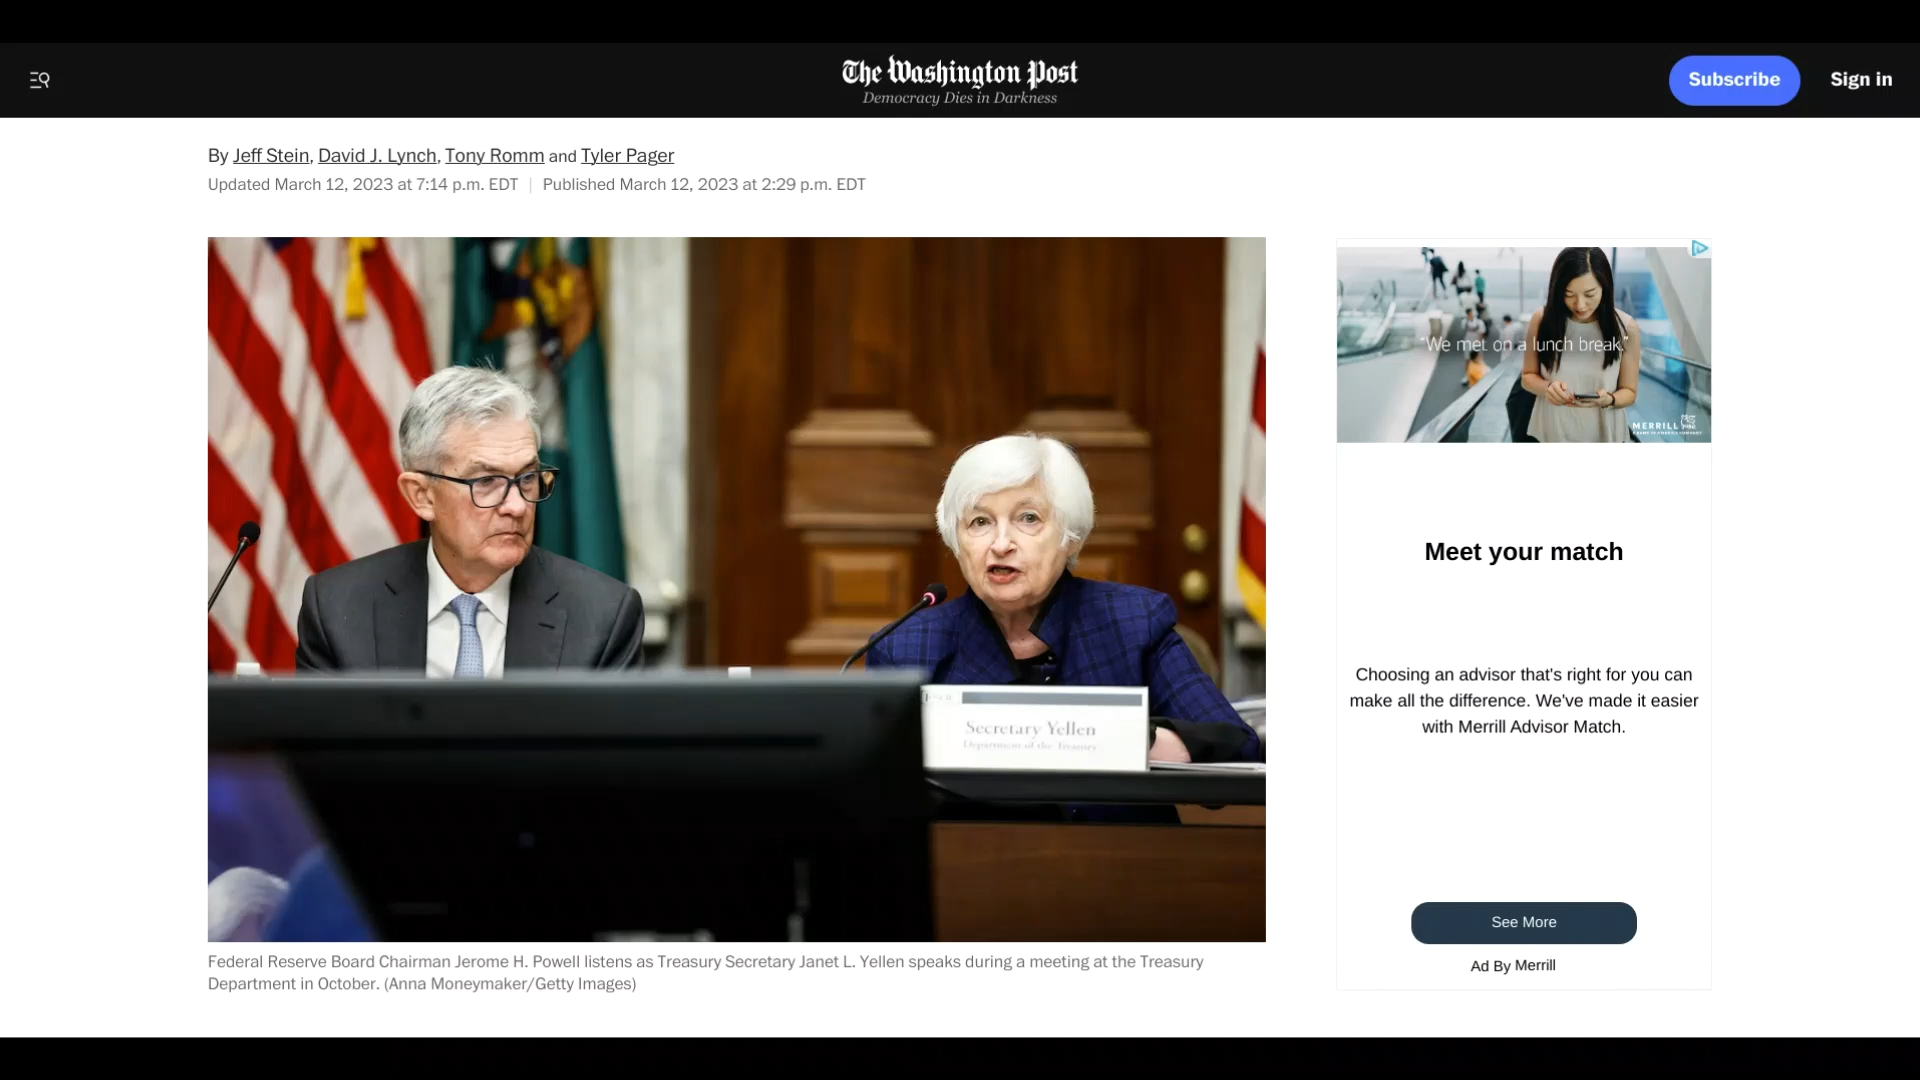 The Washington Post
Democracy Dies in Darkness
Subscribe
Sign in
By Jeff Stein, David J. Lynch, Tony Romm and Tyler Pager
Updated March 12, 2023 at 7:14 p.m. EDT | Published March 12, 2023 at 2:29 p.m. EDT
Secretary Yellen
Department of the Treasury
Federal Reserve Board Chairman Jerome H. Powell listens as Treasury Secretary Janet L. Yellen speaks during a meeting at the Treasury
Department in October. (Anna Moneymaker/Getty Images)
“We met on a lunch break.”
MERRILL
Meet your match
Choosing an advisor that's right for you can
make all the difference. We've made it easier
with Merrill Advisor Match.
See More
Ad By Merrill